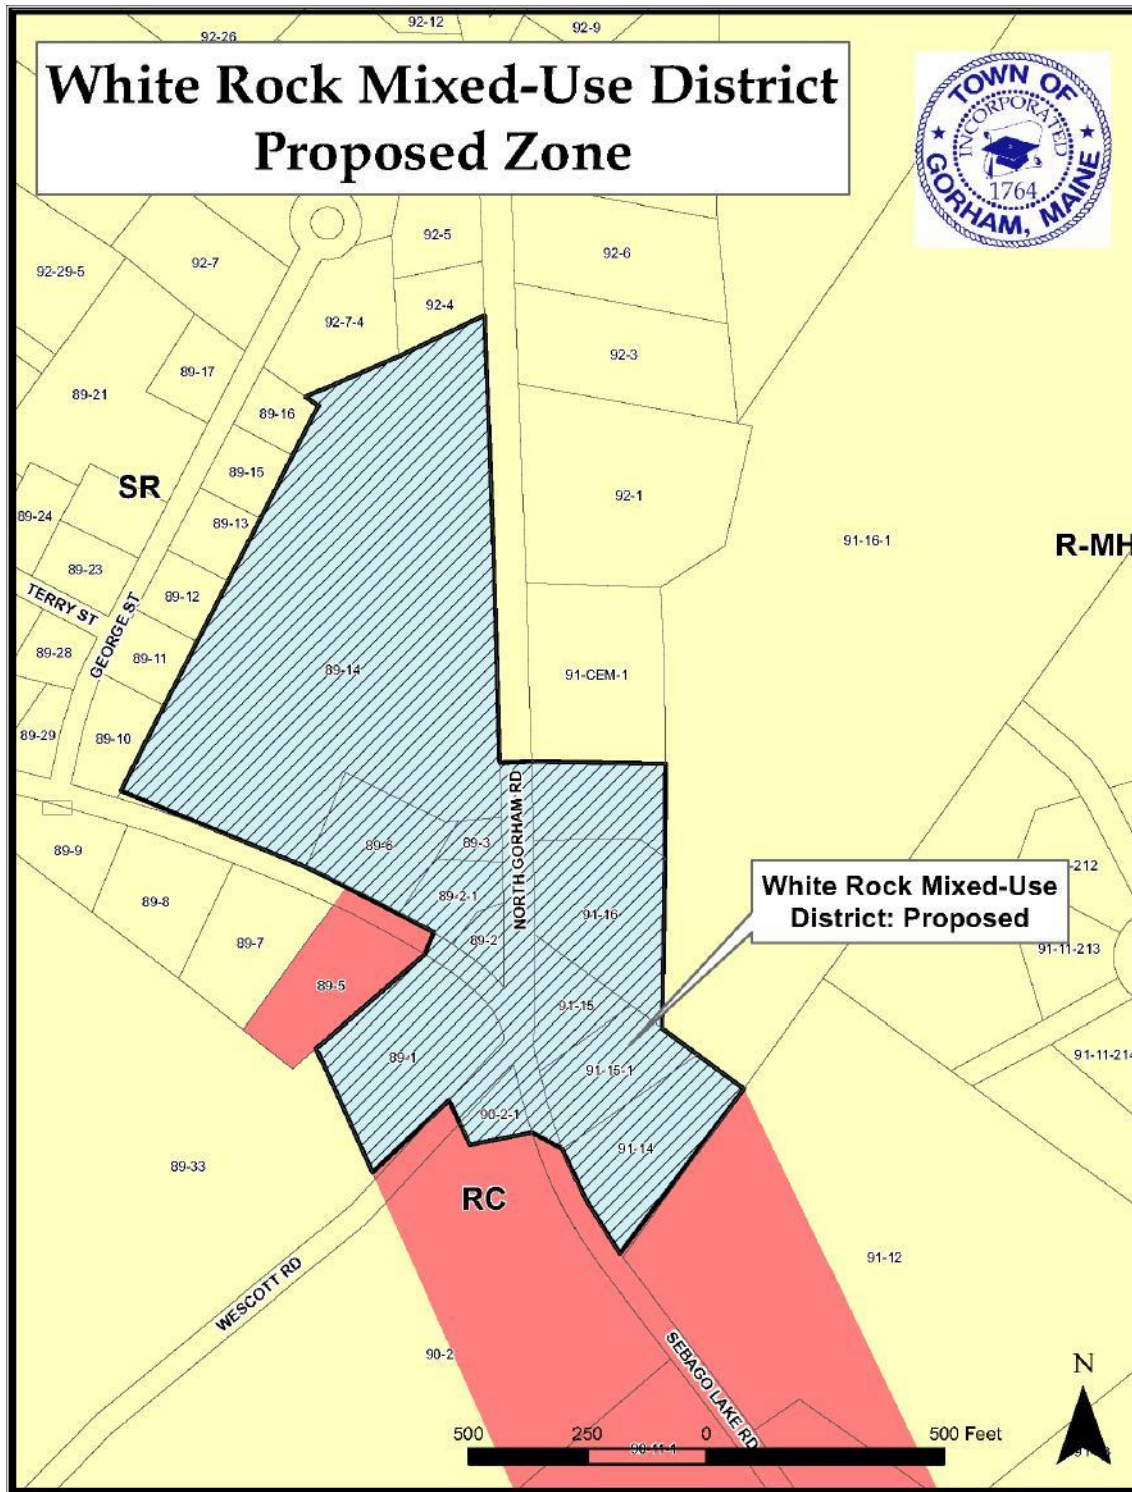 92-12
92-9
92-26
White Rock Mixed-Use District
Proposed Zone
TOWN OF
INCORPORATED
1764
GORHAM, MAINE
92-5
92-6
92-7
92-29-5
92-4
92-7-4
92-3
89-17
89-21
89-16
89-15
SR
92-1
89-24
89-13
91-16-1
R-MH
89-23
TERRY ST
89-12
GEORGE ST
89-28
89-11
89-14
91-CEM-1
89-29
89-10
NORTH GORHAM RD
89-6
89-3
89-9
-212
White Rock Mixed-Use
District: Proposed
89-2-1
89-8
91-16
89-7
89-2
91-11-213
89-5
91-15
89-1
91-11-214
91-15-1
90-2-1
91-14
89-33
RC
91-12
WESCOTT RD
90-2
SEBAGO LAKE RD
N
500 250 0 500 Feet
90-11-1